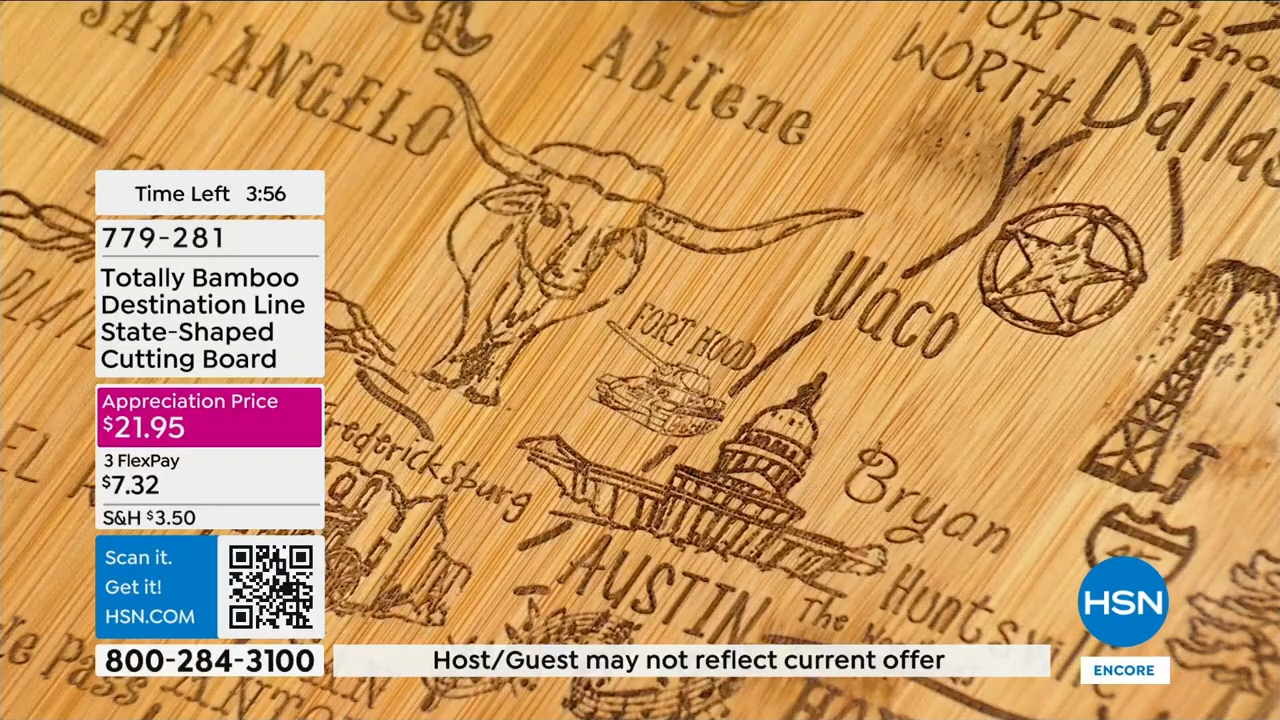 SAN ANGELO
Abilene
FORT
WORTH
Plano
Dallas
Waco
FORT HOOD
Fredericksburg
Bryan
AUSTIN
Huntsville
The
Time Left 3:56
779-281
Totally Bamboo
Destination Line
State-Shaped
Cutting Board
Appreciation Price
$21.95
3 FlexPay
$7.32
S&H $3.50
Scan it.
Get it!
HSN.COM
800-284-3100
Host/Guest may not reflect current offer
HSN
ENCORE